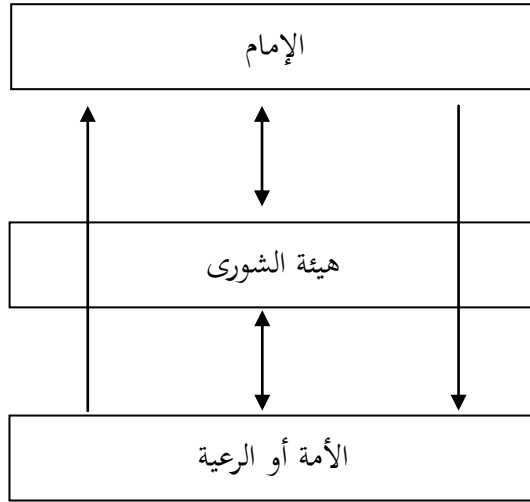 الإمام
هيئة الشورى
الأمة أو الرعية